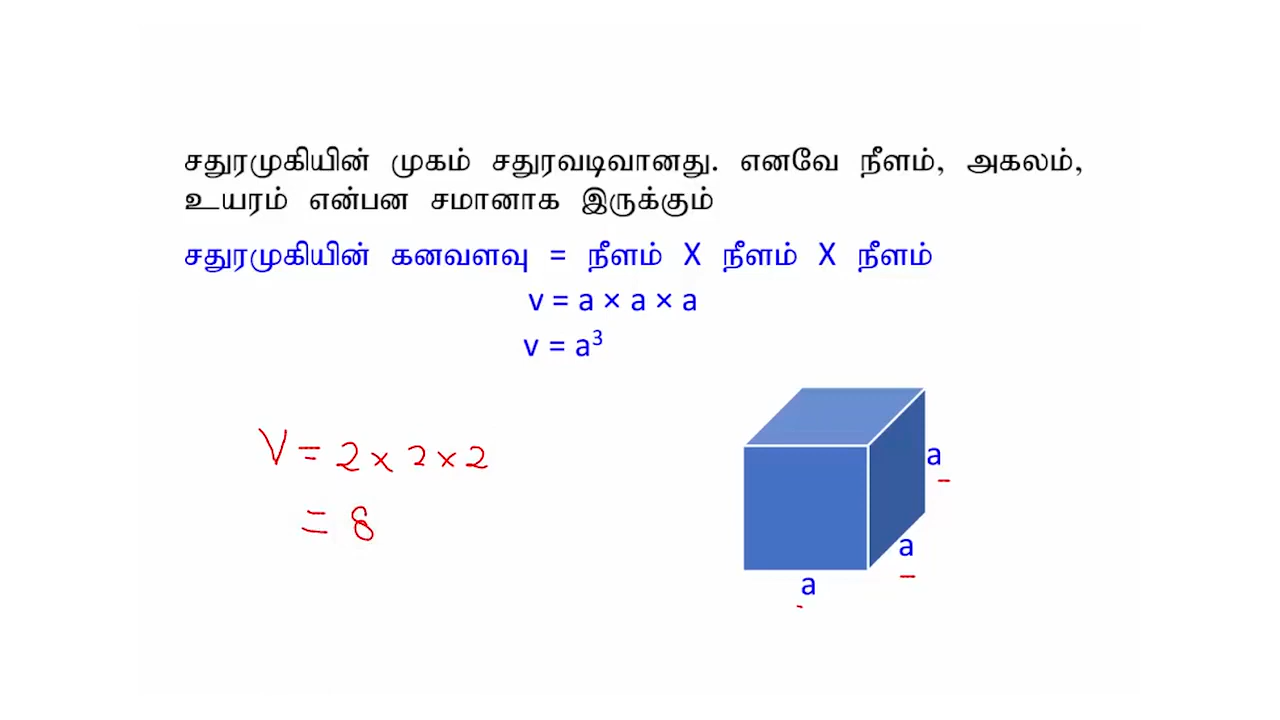 சதுரமுகியின் முகம் சதுரவடிவானது. எனவே நீளம், அகலம்,
உயரம் என்பன சமானாக இருக்கும்
சதுரமுகியின் கனவளவு = நீளம் X நீளம் X நீளம்
v = a × a × a
v = a³
V = 2 × 2 × 2
= 8
a
a
a